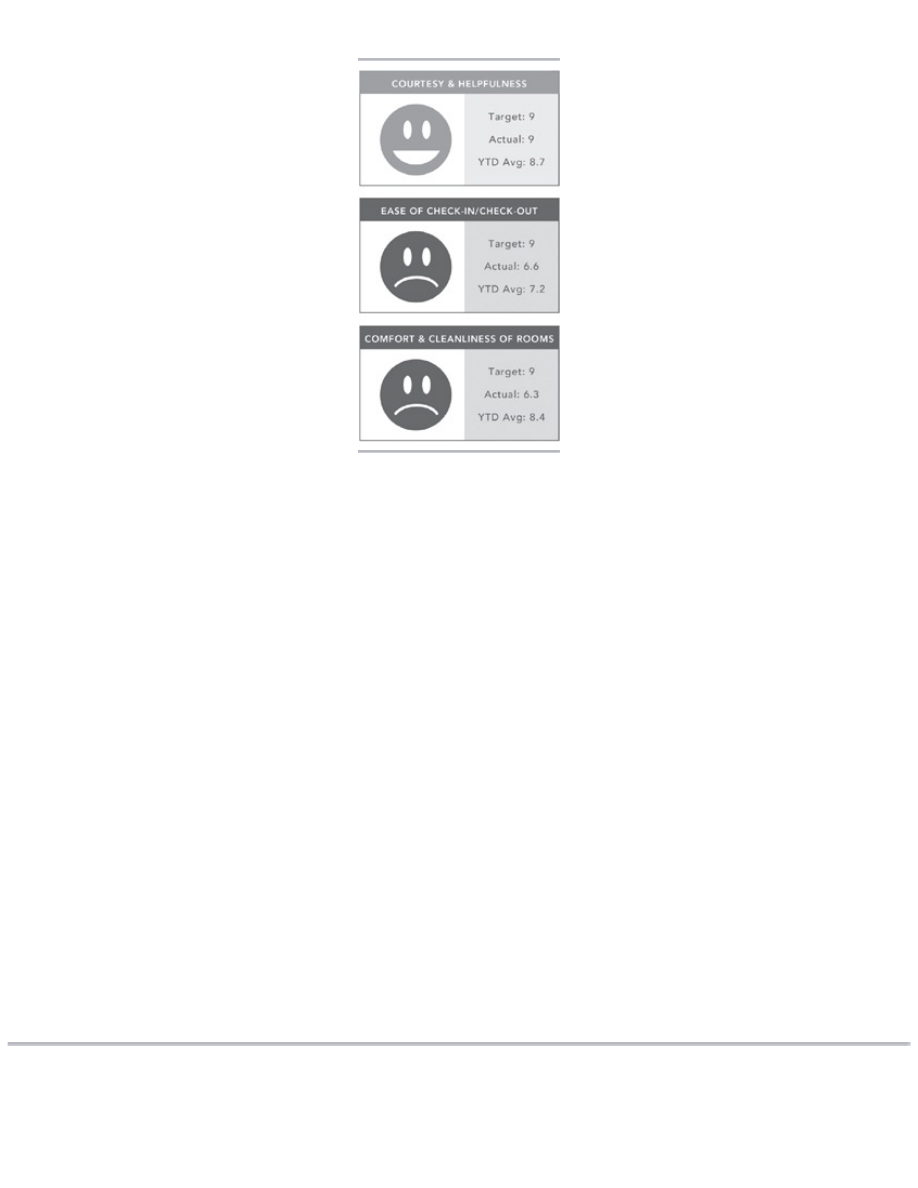 COURTESY & HELPFULNESS
Target: 9
Actual: 9
YTD Avg: 8.7
EASE OF CHECK-IN/CHECK-OUT
Target: 9
Actual: 6.6
YTD Avg: 7.2
COMFORT & CLEANLINESS OF ROOMS
Target: 9
Actual: 6.3
YTD Avg: 8.4